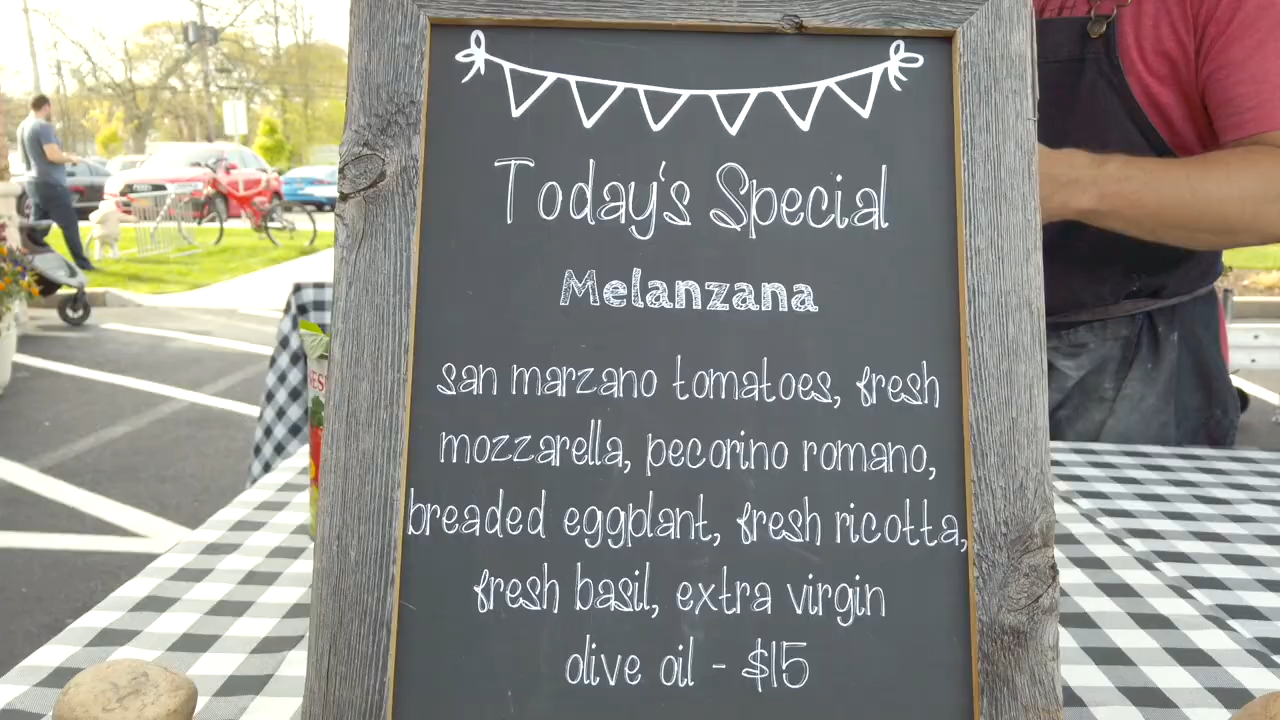 Today's Special
Melanzana
san marzano tomatoes, fresh
mozzarella, pecorino romano,
breaded eggplant, fresh ricotta,
fresh basil, extra virgin
olive oil - $15